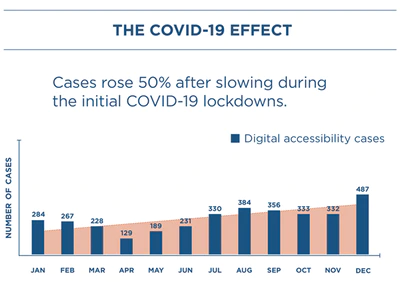 THE COVID-19 EFFECT
Cases rose 50% after slowing during
the initial COVID-19 lockdowns.
Digital accessibility cases
NUMBER OF CASES
284 267 228 129 189 231 330 384 356 333 332 487
JAN FEB MAR APR MAY JUN JUL AUG SEP OCT NOV DEC